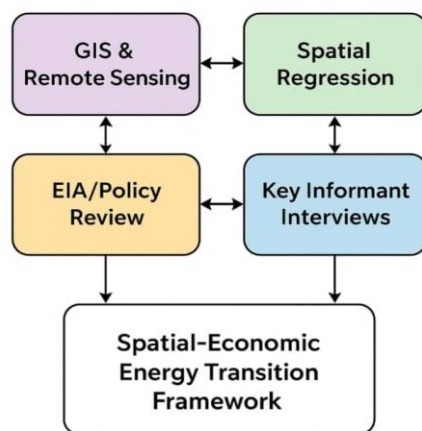 GIS &
Remote Sensing
Spatial
Regression
EIA/Policy
Review
Key Informant
Interviews
Spatial-Economic
Energy Transition
Framework